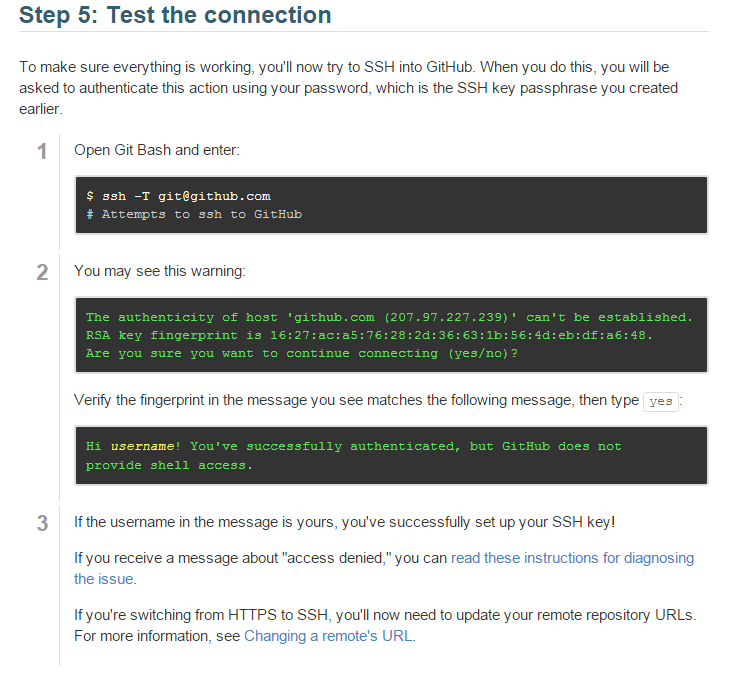 Step 5: Test the connection
To make sure everything is working, you'll now try to SSH into GitHub. When you do this, you will be
asked to authenticate this action using your password, which is the SSH key passphrase you created
earlier.
1
Open Git Bash and enter:
$ ssh -T git@github.com
# Attempts to ssh to GitHub
2
You may see this warning:
The authenticity of host 'github.com (207.97.227.239)' can't be established.
RSA key fingerprint is 16:27:ac:a5:76:28:2d:36:63:1b:56:4d:eb:df:a6:48.
Are you sure you want to continue connecting (yes/no)?
Verify the fingerprint in the message you see matches the following message, then type yes:
Hi username! You've successfully authenticated, but GitHub does not
provide shell access.
3
If the username in the message is yours, you've successfully set up your SSH key!
If you receive a message about "access denied," you can read these instructions for diagnosing
the issue.
If you're switching from HTTPS to SSH, you'll now need to update your remote repository URLs.
For more information, see Changing a remote's URL.